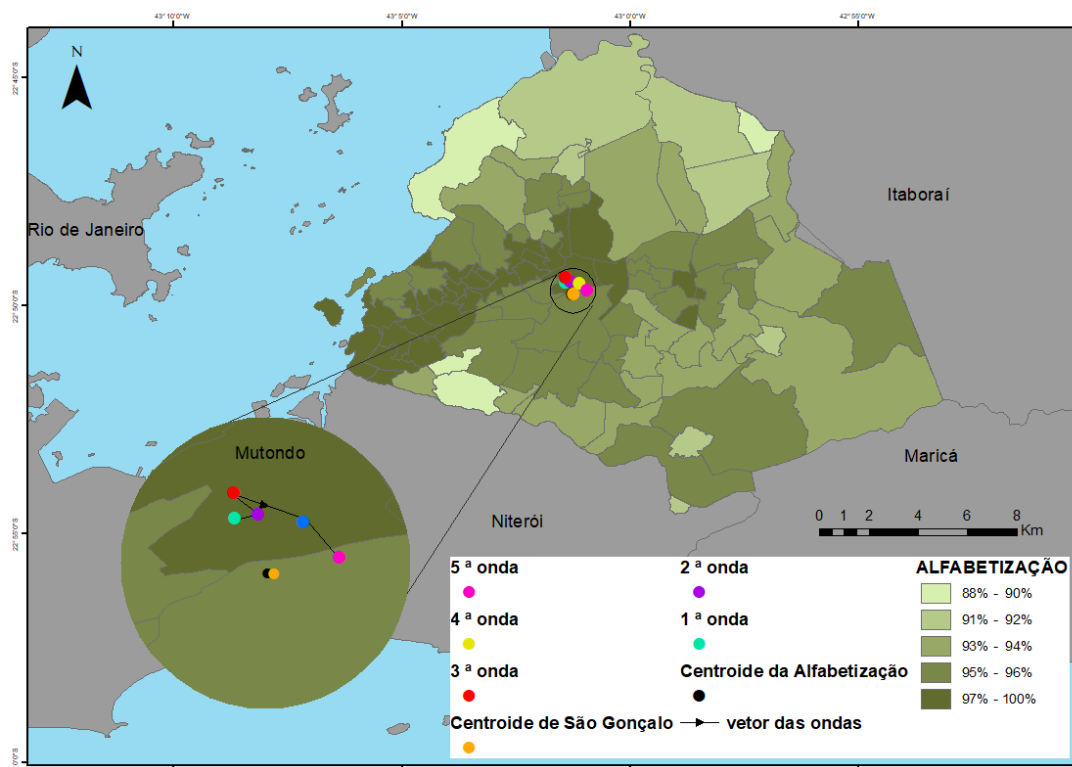 43° 10'0"W 43° 5'0"W 43° 0'0"W 42° 55'0"W
N
22°45'0"S
Itaboraí
Rio de Janeiro
22°50'0"S
Mutondo
Maricá
Niterói
0 1 2 4 6 8
Km
5 ª onda 2 ª onda ALFABETIZAÇÃO
88% - 90%
4 ª onda 1 ª onda
91% - 92%
93% - 94%
3 ª onda Centroide da Alfabetização
95% - 96%
97% - 100%
Centroide de São Gonçalo vetor das ondas